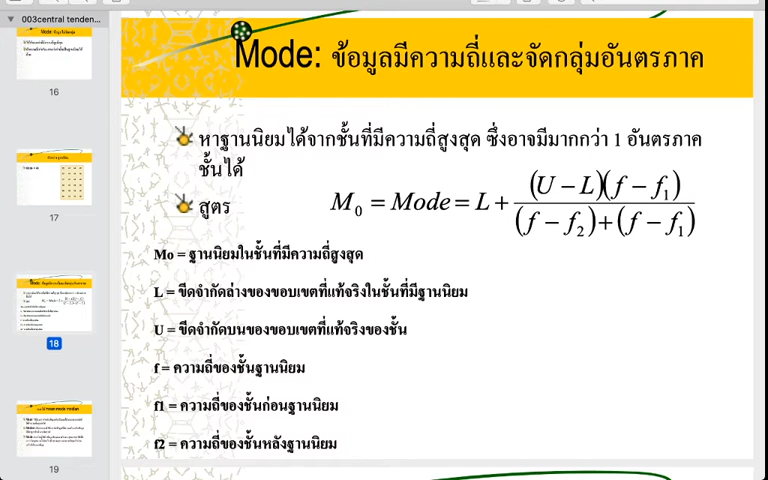 003central tenden...
16
17
18
19
Mode: ข้อมูลมีความถี่และจัดกลุ่มอันตรภาค
หาฐานนิยมได้จากชั้นที่มีความถี่สูงสุด ซึ่งอาจมีมากกว่า 1 อันตรภาค
ชั้นได้
สูตร M₀ = Mode = L + (U − L)(f − f₁) / (f − f₂) + (f − f₁)
Mo = ฐานนิยมในชั้นที่มีความถี่สูงสุด
L = ขีดจำกัดล่างของขอบเขตที่แท้จริงในชั้นที่มีฐานนิยม
U = ขีดจำกัดบนของขอบเขตที่แท้จริงของชั้น
f = ความถี่ของชั้นฐานนิยม
f1 = ความถี่ของชั้นก่อนฐานนิยม
f2 = ความถี่ของชั้นหลังฐานนิยม